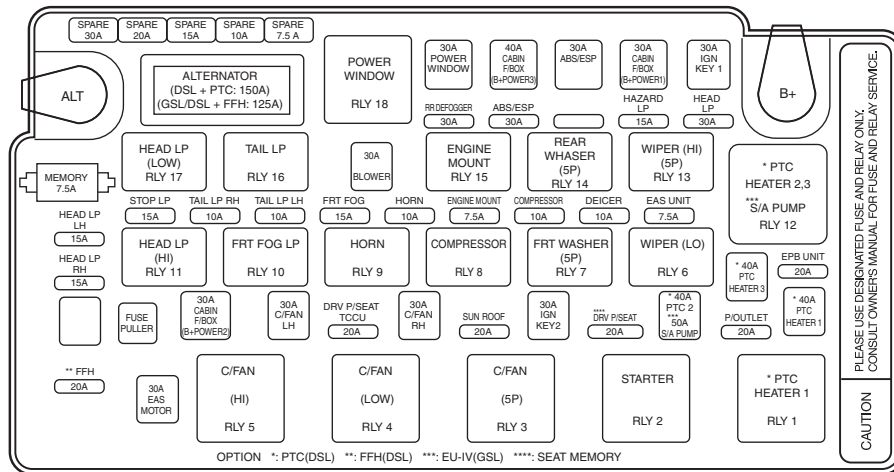 SPARE
30A
SPARE
20A
SPARE
15A
SPARE
10A
SPARE
7.5 A
ALT
ALTERNATOR
(DSL + PTC: 150A)
(GSL/DSL + FFH: 125A)
POWER
WINDOW
RLY 18
30A
POWER
WINDOW
40A
CABIN
F/BOX
(B+POWER3)
30A
ABS/ESP
30A
CABIN
F/BOX
(B+POWER1)
30A
IGN
KEY 1
B+
RR DEFOGGER
30A
ABS/ESP
30A
HAZARD
LP
15A
HEAD
LP
30A
MEMORY
7.5A
HEAD LP
(LOW)
RLY 17
TAIL LP
RLY 16
30A
BLOWER
ENGINE
MOUNT
RLY 15
REAR
WHASER
(5P)
RLY 14
WIPER (HI)
(5P)
RLY 13
* PTC
HEATER 2,3
***
S/A PUMP
RLY 12
HEAD LP
LH
15A
STOP LP
15A
TAIL LP RH
10A
TAIL LP LH
10A
FRT FOG
15A
HORN
10A
ENGINE MOUNT
7.5A
COMPRESSOR
10A
DEICER
10A
EAS UNIT
7.5A
HEAD LP
RH
15A
HEAD LP
(HI)
RLY 11
FRT FOG LP
RLY 10
HORN
RLY 9
COMPRESSOR
RLY 8
FRT WASHER
(5P)
RLY 7
WIPER (LO)
RLY 6
* 40A
PTC
HEATER 3
EPB UNIT
20A
FUSE
PULLER
30A
CABIN
F/BOX
(B+POWER2)
30A
C/FAN
LH
DRV P/SEAT
TCCU
20A
30A
C/FAN
RH
SUN ROOF
20A
30A
IGN
KEY2
****
DRV P/SEAT
20A
* 40A
PTC 2
***
50A
S/A PUMP
P/OUTLET
20A
* 40A
PTC
HEATER 1
** FFH
20A
30A
EAS
MOTOR
C/FAN
(HI)
RLY 5
C/FAN
(LOW)
RLY 4
C/FAN
(5P)
RLY 3
STARTER
RLY 2
* PTC
HEATER 1
RLY 1
OPTION *: PTC(DSL) **: FFH(DSL) ***: EU-IV(GSL) ****: SEAT MEMORY
PLEASE USE DESIGNATED FUSE AND RELAY ONLY.
CONSULT OWNER'S MANUAL FOR FUSE AND RELAY SERVICE.
CAUTION